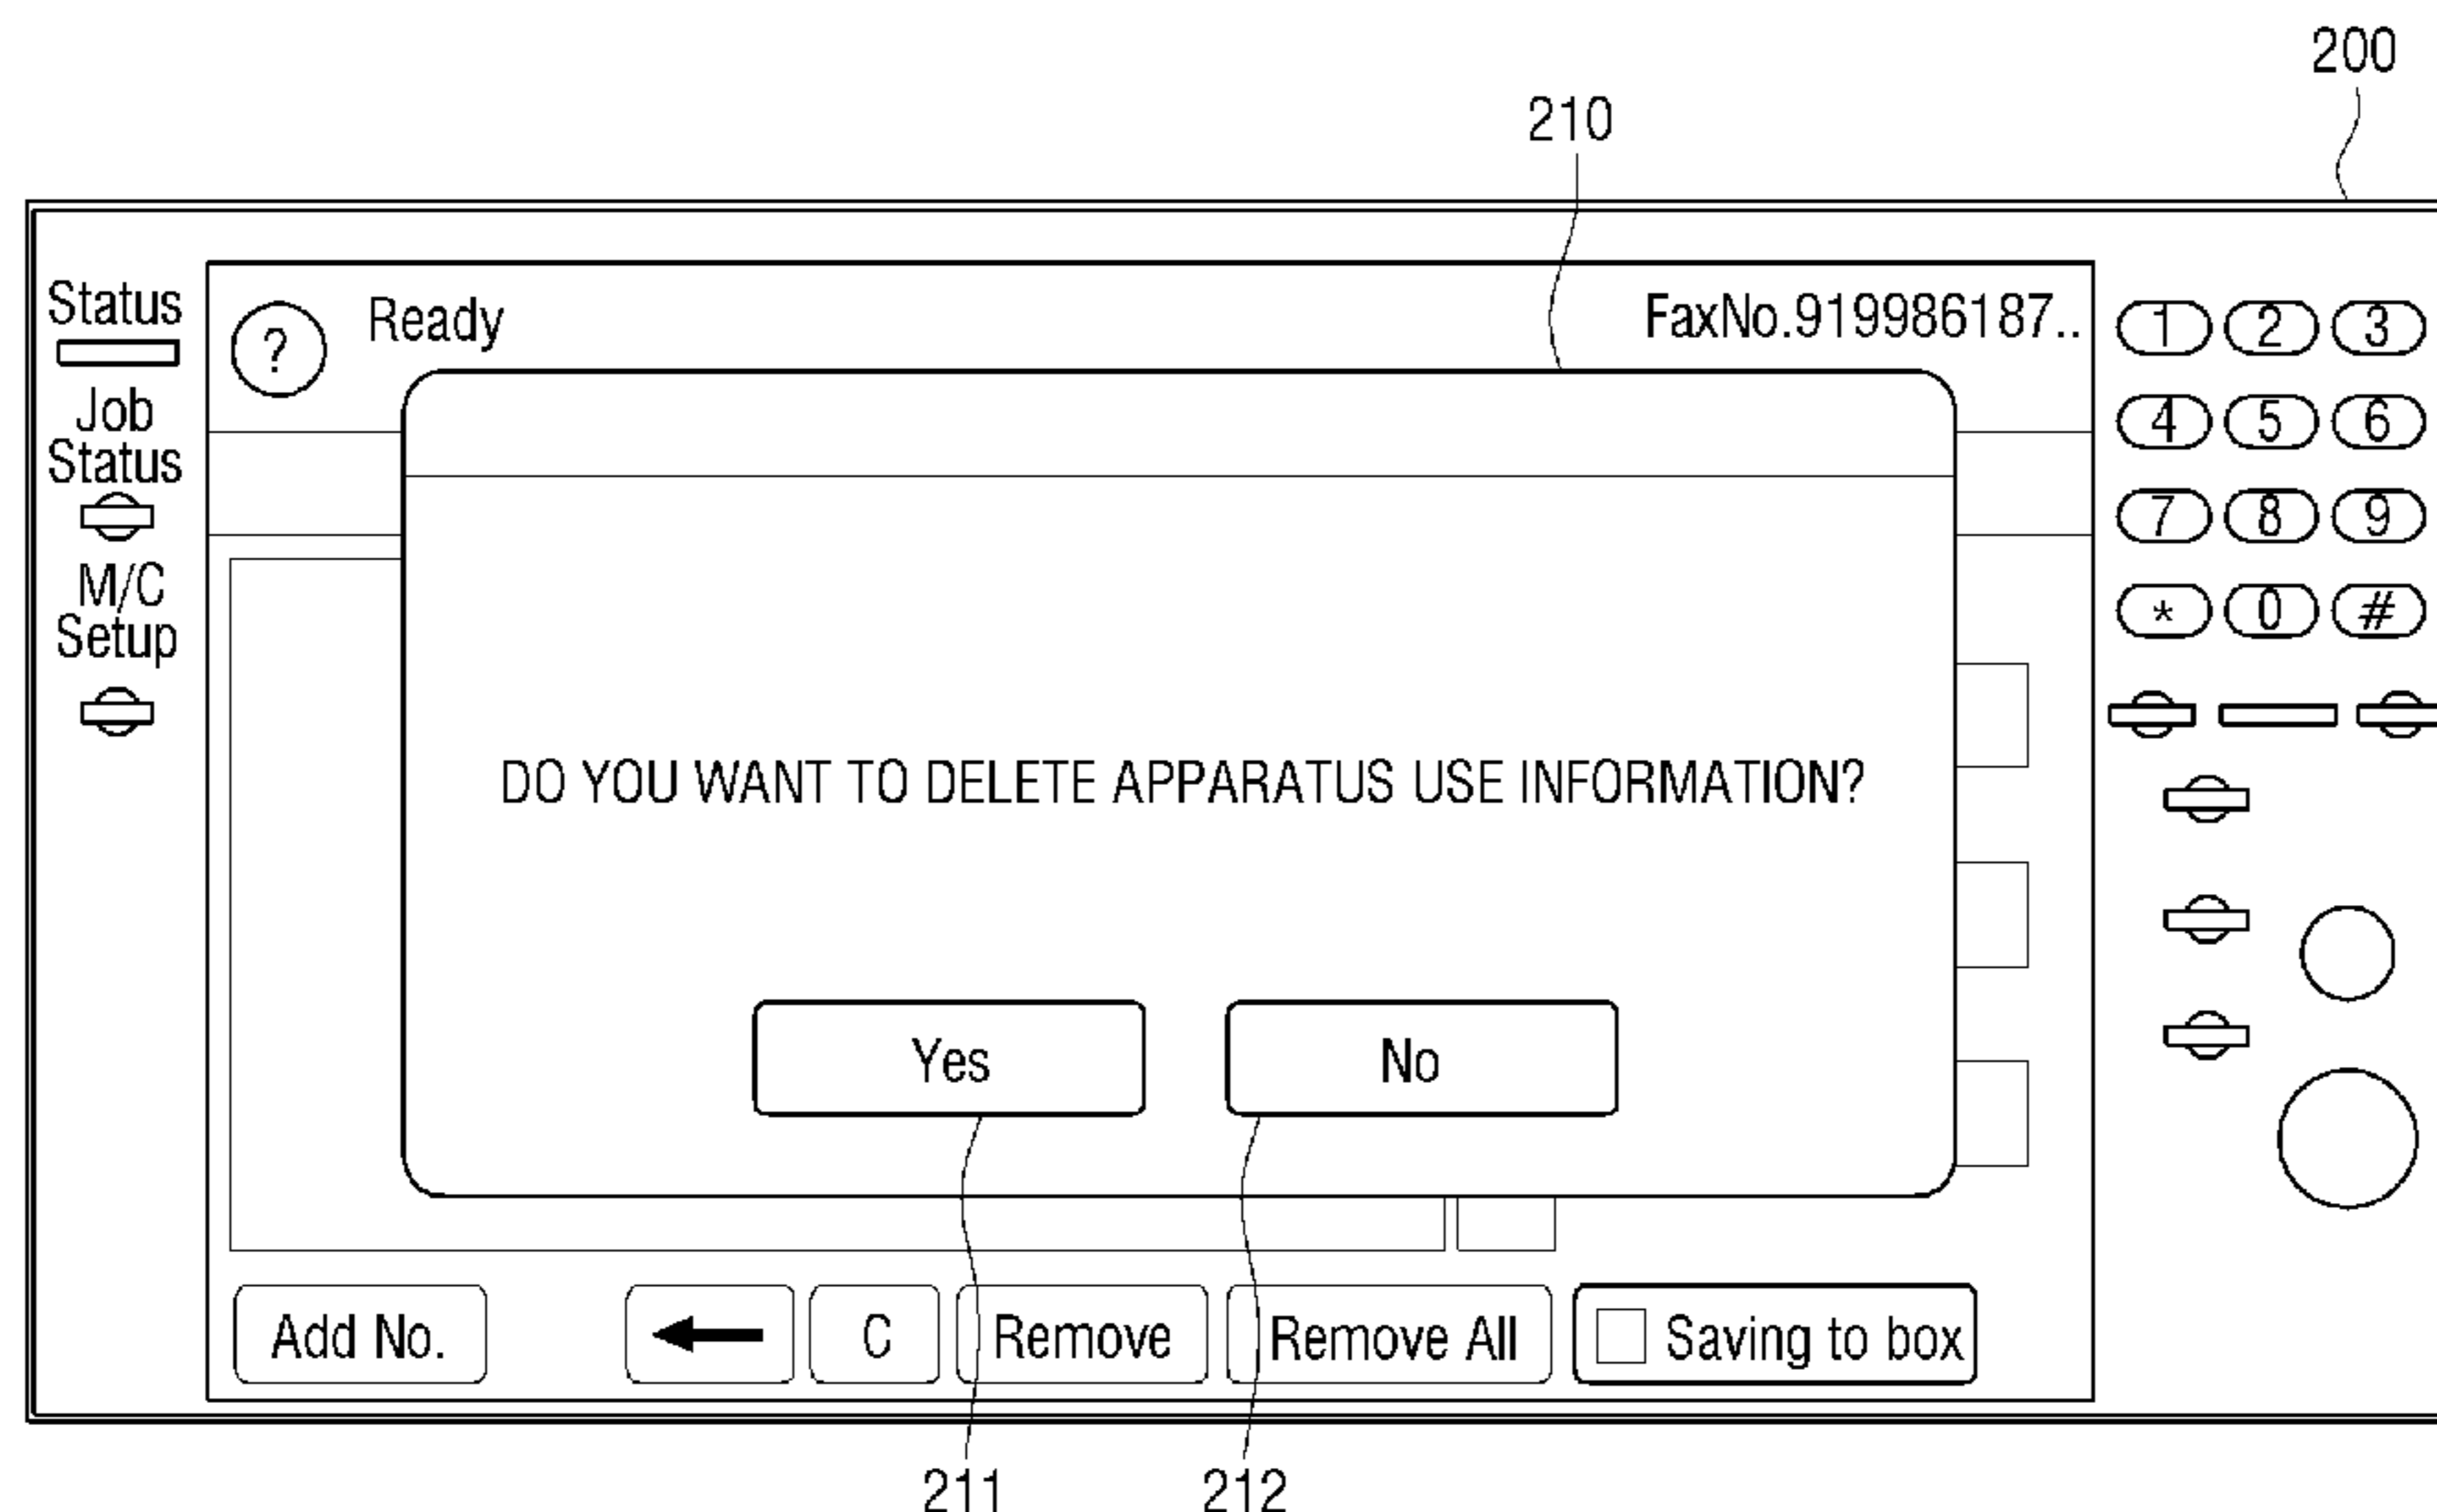 200
210
Status
Job
Status
M/C
Setup
? Ready FaxNo.919986187..
1 2 3
4 5 6
7 8 9
* 0 #
DO YOU WANT TO DELETE APPARATUS USE INFORMATION?
Yes No
Add No. C Remove Remove All Saving to box
211 212